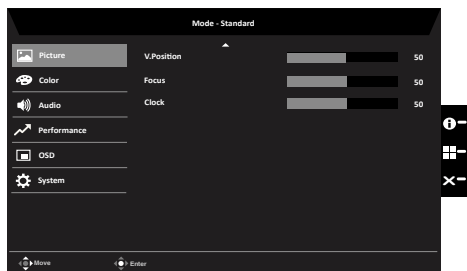 Mode - Standard
Picture
V.Position 50
Color
Focus 50
Audio
Clock 50
Performance
OSD
System
Move Enter